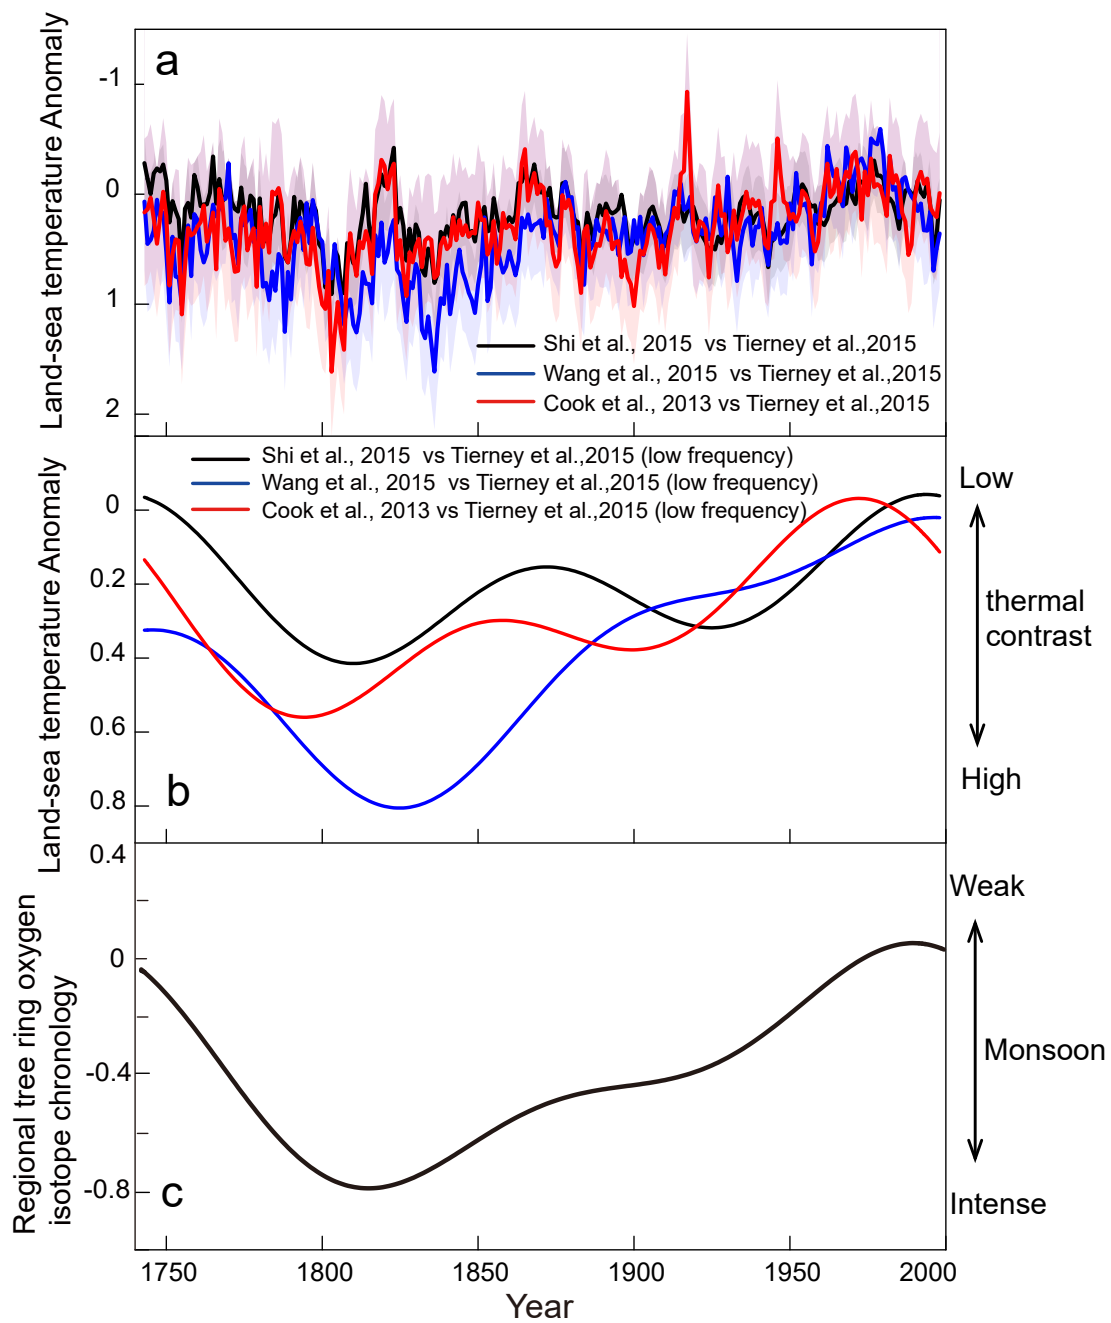 a
Land-sea temperature Anomaly
-1
0
1
2
Shi et al., 2015  vs Tierney et al.,2015
Wang et al., 2015  vs Tierney et al.,2015
Cook et al., 2013 vs Tierney et al.,2015
Shi et al., 2015  vs Tierney et al.,2015 (low frequency)
Wang et al., 2015  vs Tierney et al.,2015 (low frequency)
Cook et al., 2013 vs Tierney et al.,2015 (low frequency)
Land-sea temperature Anomaly
0
0.2
0.4
0.6
0.8
b
Low
thermal
contrast
High
Regional tree ring oxygen
isotope chronology
0.4
0
-0.4
-0.8
c
Weak
Monsoon
Intense
1750
1800
1850
1900
1950
2000
Year